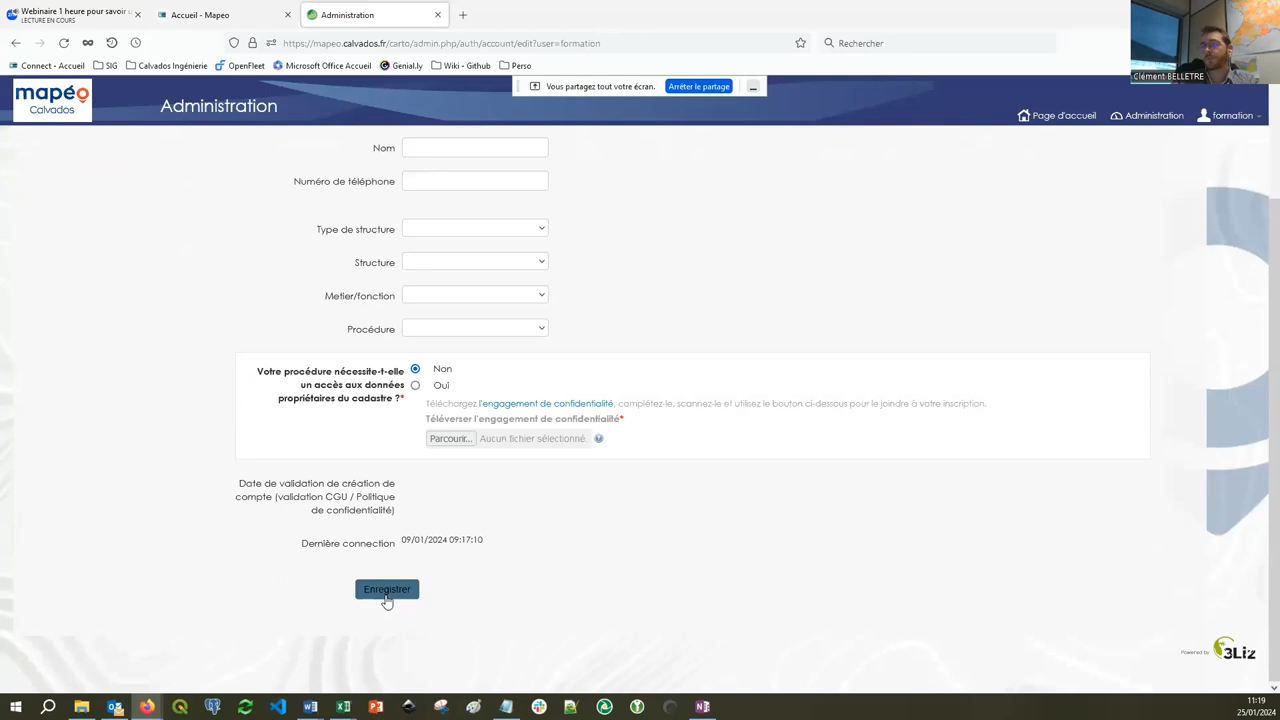 Webinaire 1 heure pour savoir u
LECTURE EN COURS
Accueil - Mapeo
Administration
https://mapeo.calvados.fr/carto/admin.php/auth/account/edit?user=formation
Rechercher
Connect - Accueil
SIG
Calvados Ingénierie
OpenFleet
Microsoft Office Accueil
Genial.ly
Wiki - Github
Perso
Clément BELLETRE
Vous partagez tout votre écran.
Arrêter le partage
mapéo
Calvados
Administration
Page d'accueil
Administration
formation
Nom
Numéro de téléphone
Type de structure
Structure
Metier/fonction
Procédure
Votre procédure nécessite-t-elle
un accès aux données
propriétaires du cadastre ?*
Non
Oui
Téléchargez l'engagement de confidentialité, complétez-le, scannez-le et utilisez le bouton ci-dessous pour le joindre à votre inscription.
Téléverser l'engagement de confidentialité*
Parcourir...
Aucun fichier sélectionné.
Date de validation de création de
compte (validation CGU / Politique
de confidentialité)
Dernière connection
09/01/2024 09:17:10
Enregistrer
Powered by 3Liz
11:19
25/01/2024